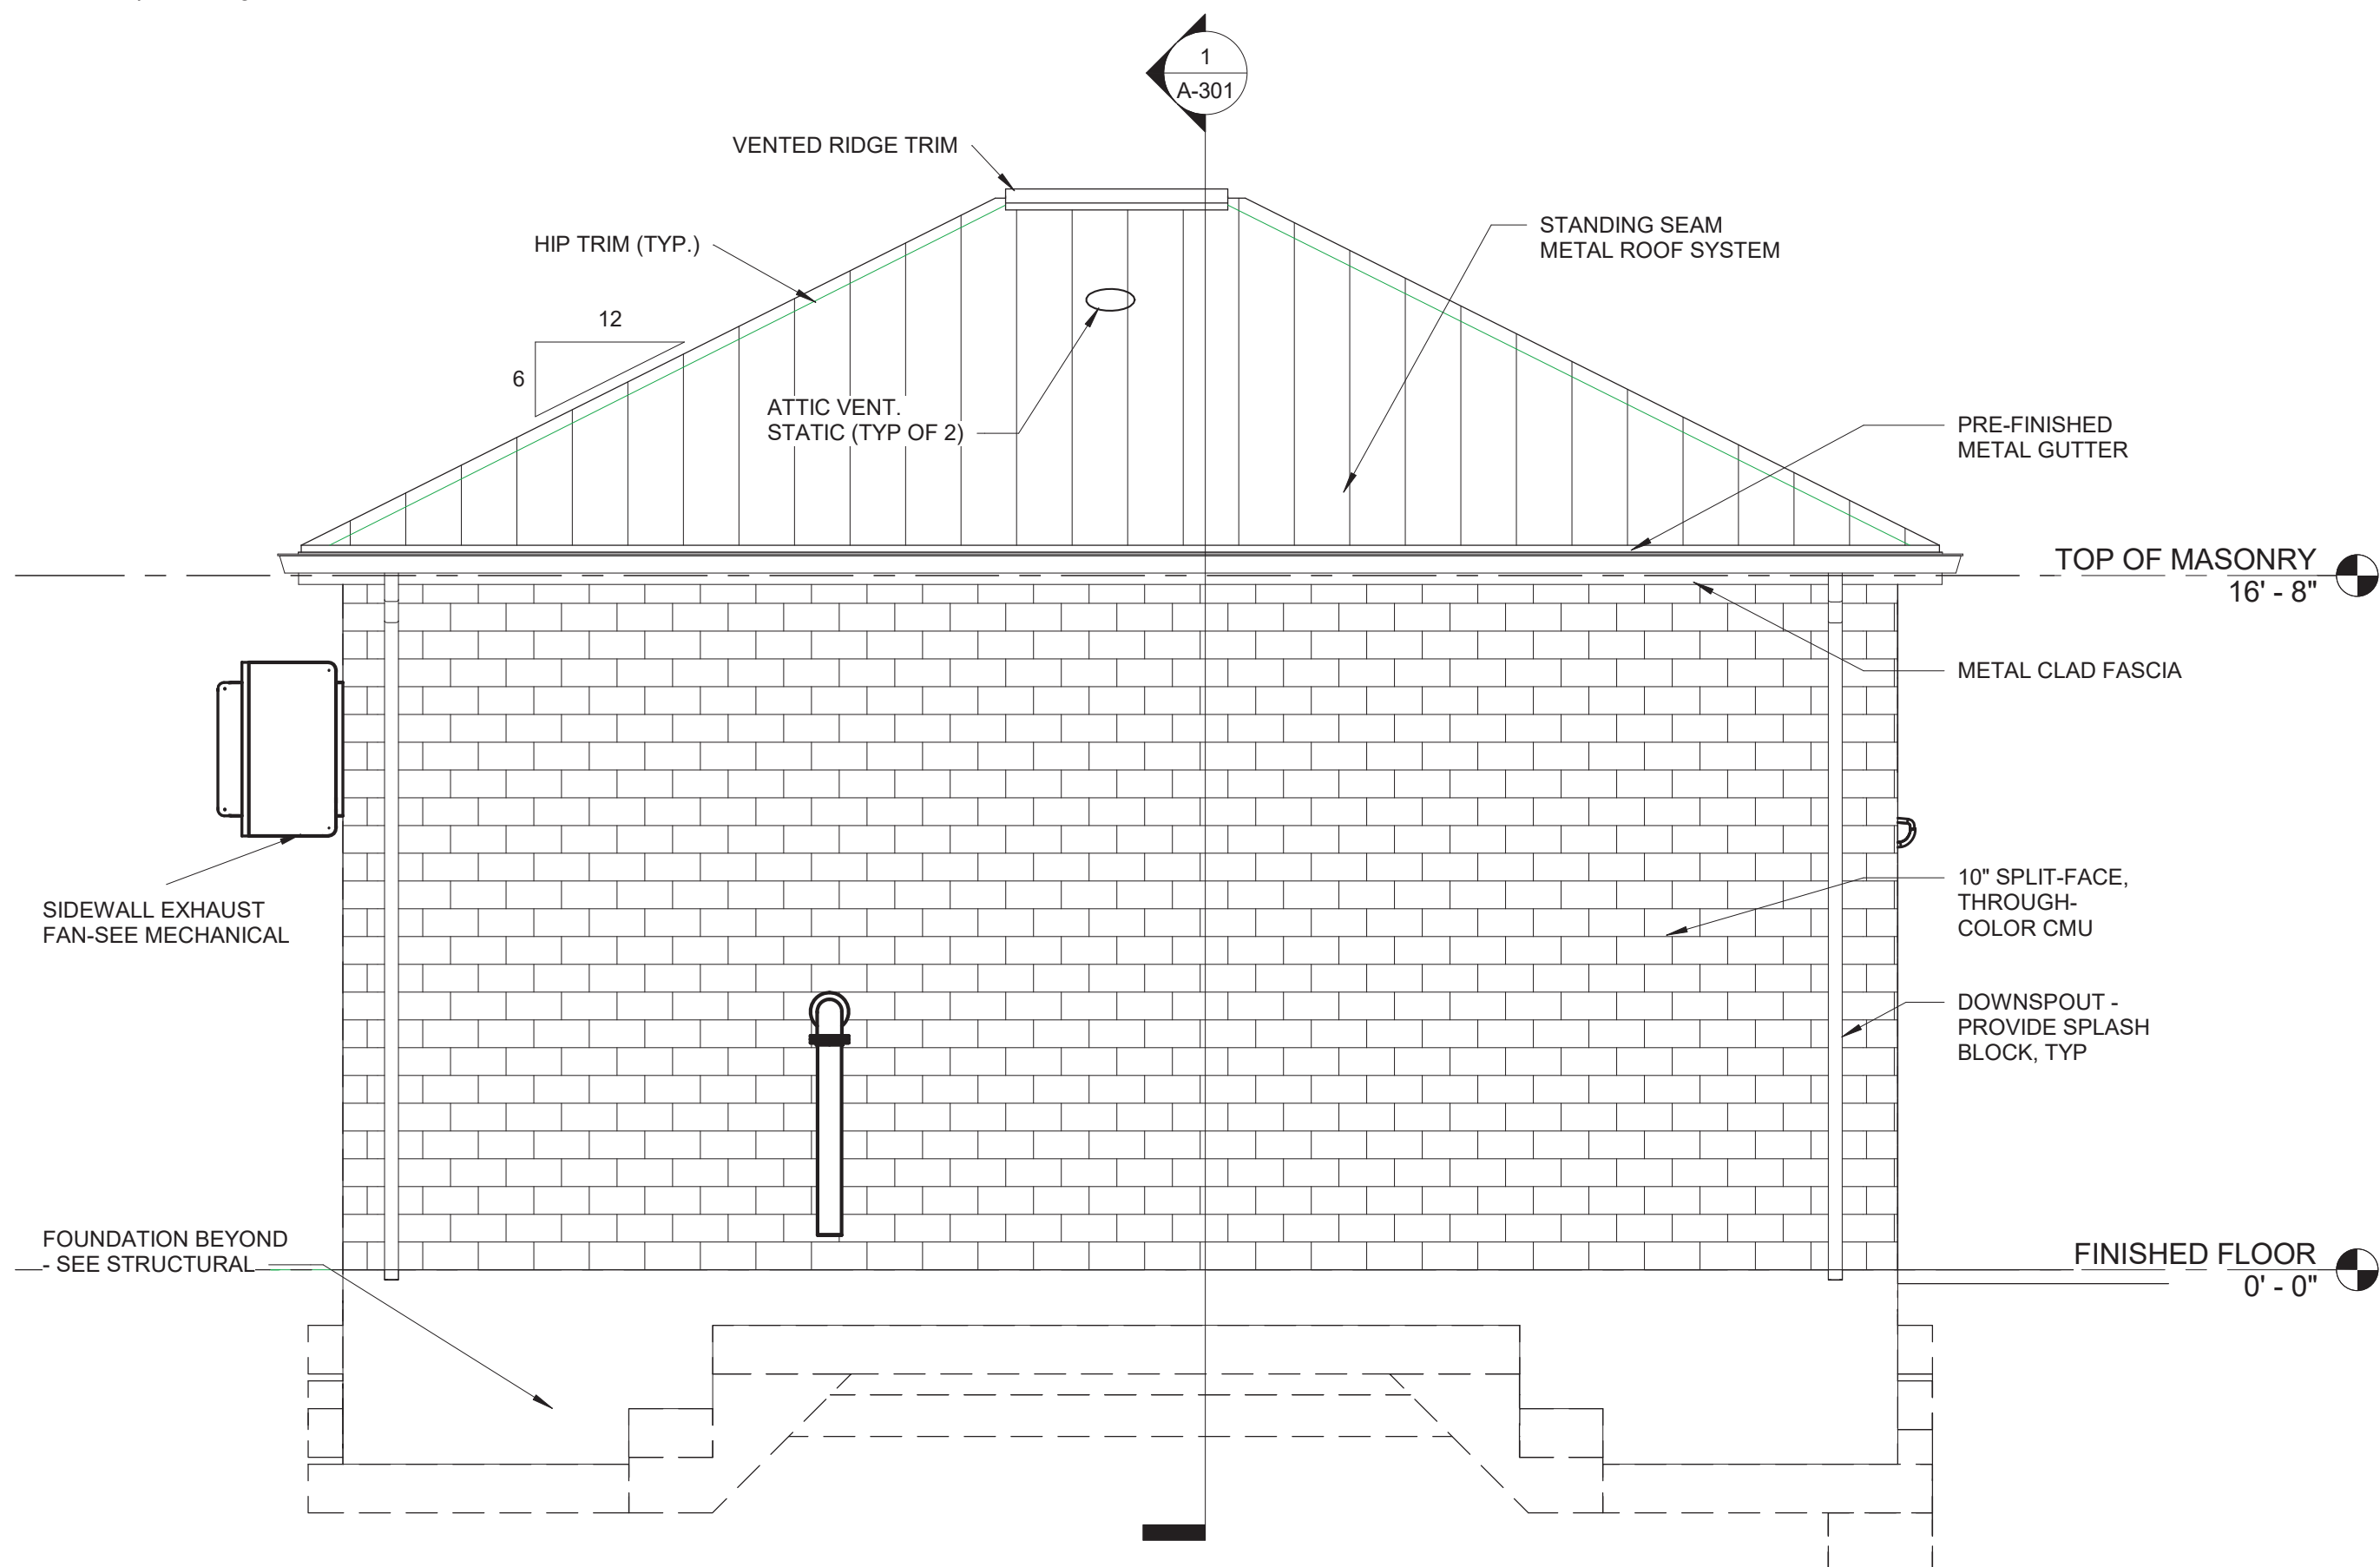 1
A-301
VENTED RIDGE TRIM
HIP TRIM (TYP.)
STANDING SEAM
METAL ROOF SYSTEM
12
6
ATTIC VENT.
STATIC (TYP OF 2)
PRE-FINISHED
METAL GUTTER
TOP OF MASONRY
16' - 8"
METAL CLAD FASCIA
SIDEWALL EXHAUST
FAN-SEE MECHANICAL
10" SPLIT-FACE,
THROUGH-
COLOR CMU
DOWNSPOUT -
PROVIDE SPLASH
BLOCK, TYP
FOUNDATION BEYOND
- SEE STRUCTURAL
FINISHED FLOOR
0' - 0"